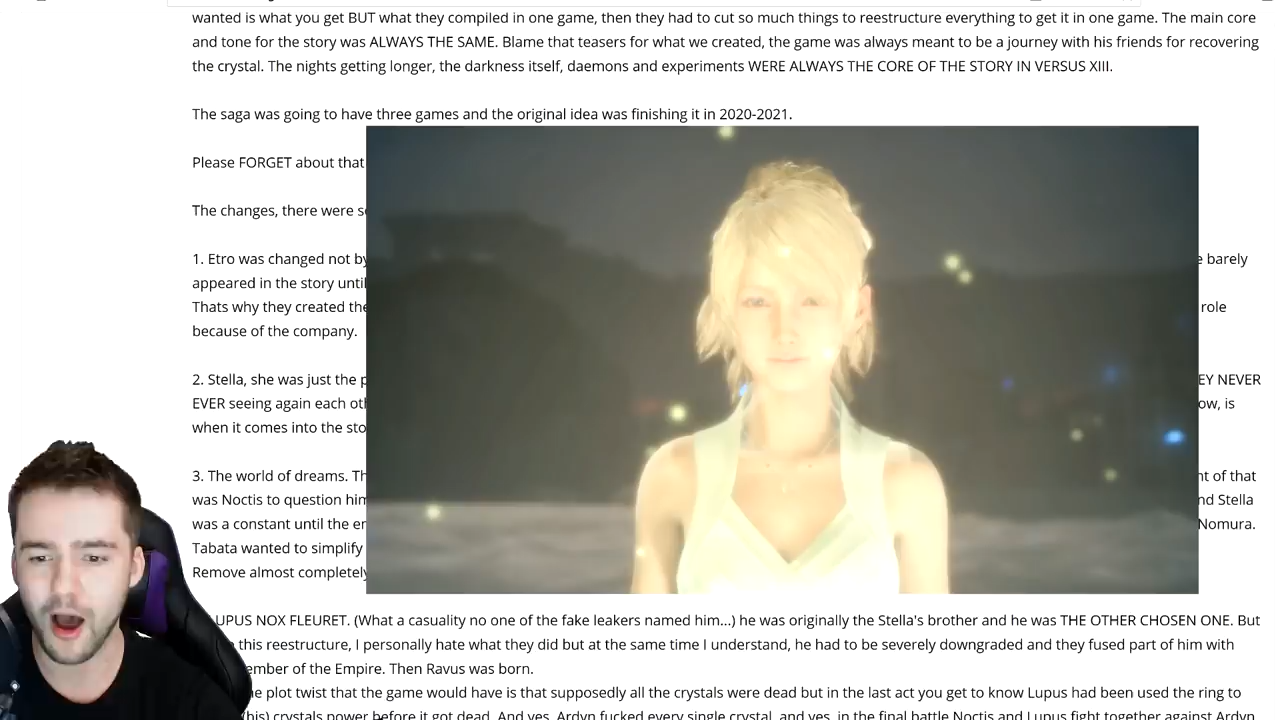 wanted is what you get BUT what they compiled in one game, then they had to cut so much things to reestructure everything to get it in one game. The main core
and tone for the story was ALWAYS THE SAME. Blame that teasers for what we created, the game was always meant to be a journey with his friends for recovering
the crystal. The nights getting longer, the darkness itself, daemons and experiments WERE ALWAYS THE CORE OF THE STORY IN VERSUS XIII.
The saga was going to have three games and the original idea was finishing it in 2020-2021.
Please FORGET about that
The changes, there were
1. Etro was changed not by barely
appeared in the story
Thats why they created the role
because of the company.
2. Stella, she was just the NEVER
EVER seeing again each is
when it comes into the
3. The world of dreams. of that
was Noctis to question Stella
was a constant until the Nomura.
Tabata wanted to simplify
Remove almost completely
LUPUS NOX FLEURET. (What a casuality no one of the fake leakers named him...) he was originally the Stella's brother and he was THE OTHER CHOSEN ONE. But
this reestructure, I personally hate what they did but at the same time I understand, he had to be severely downgraded and they fused part of him with
member of the Empire. Then Ravus was born.
plot twist that the game would have is that supposedly all the crystals were dead but in the last act you get to know Lupus had been used the ring to
(his) crystals power before it got dead. And yes, Ardyn fucked every single crystal, and yes, in the final battle Noctis and Lupus fight together against Ardyn